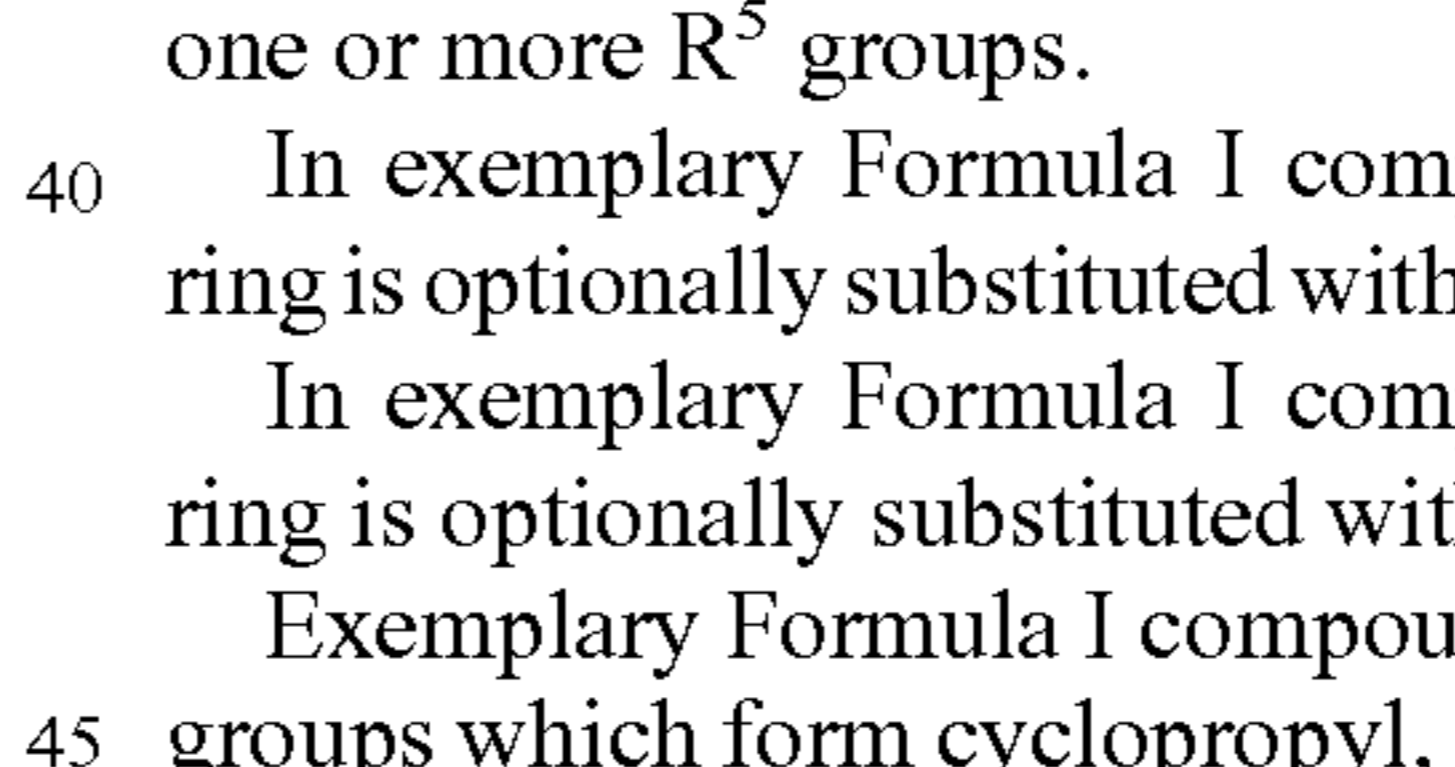 one or more R⁵ groups.
40 In exemplary Formula I com
ring is optionally substituted with
In exemplary Formula I com
ring is optionally substituted wit
Exemplary Formula I compou
45 groups which form cyclopropyl,